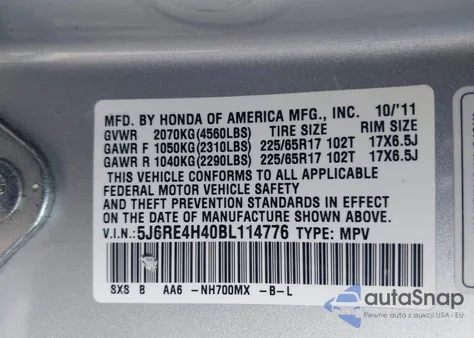 MFD. BY HONDA OF AMERICA MFG., INC. 10/'11
GVWR 2070KG(4560LBS) TIRE SIZE RIM SIZE
GAWR F 1050KG(2310LBS) 225/65R17 102T 17X6.5J
GAWR R 1040KG(2290LBS) 225/65R17 102T 17X6.5J
THIS VEHICLE CONFORMS TO ALL APPLICABLE
FEDERAL MOTOR VEHICLE SAFETY
AND THEFT PREVENTION STANDARDS IN EFFECT
ON THE DATE OF MANUFACTURE SHOWN ABOVE.
V.I.N.: 5J6RE4H40BL114776 TYPE: MPV
SXS B AA6 -NH700MX -B-L
autoSnap
Pewne auta z aukcji USA - EU